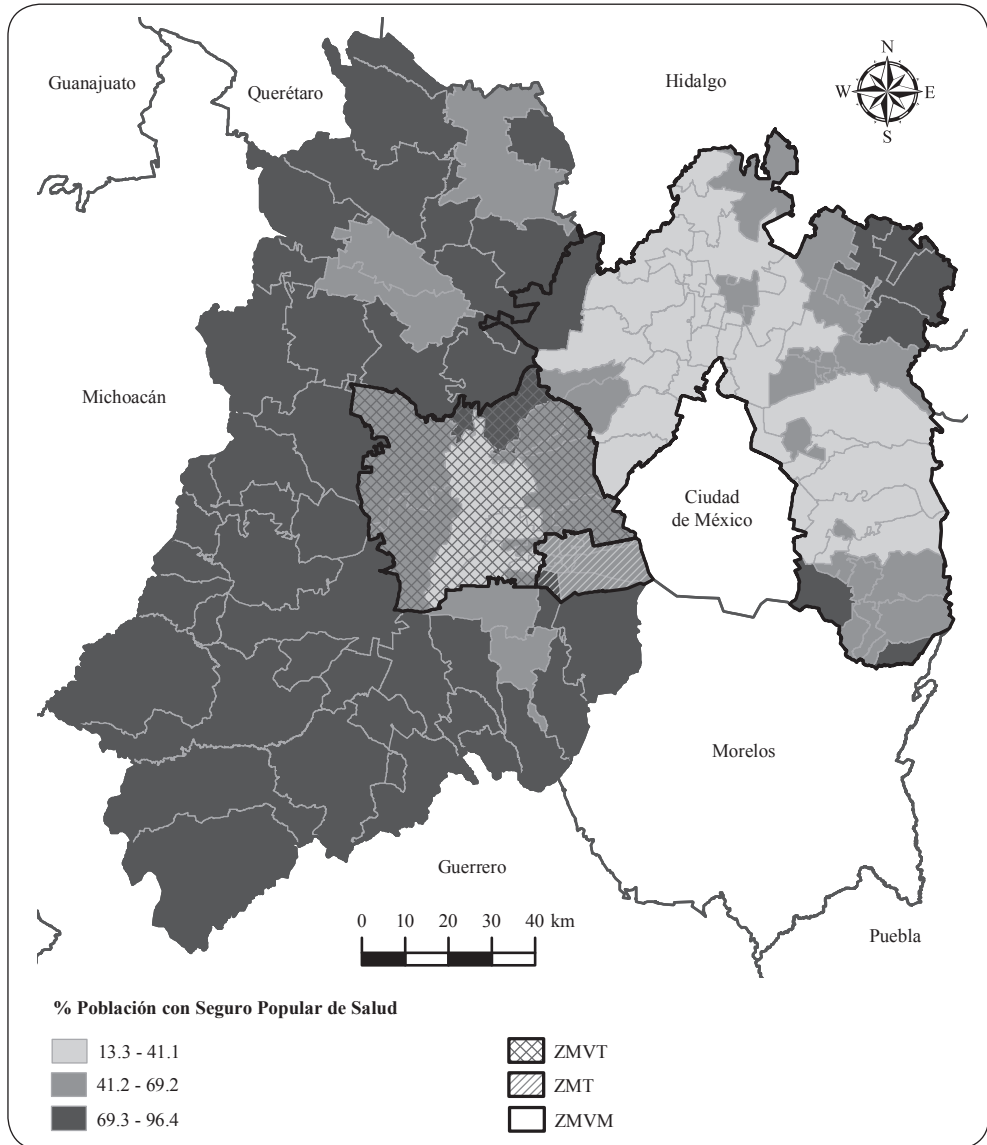 Guanajuato
Querétaro
Hidalgo
N
W
E
S
Michoacán
Ciudad
de México
Morelos
Guerrero
Puebla
0 10 20 30 40 km
% Población con Seguro Popular de Salud
13.3 - 41.1
41.2 - 69.2
69.3 - 96.4
ZMVT
ZMT
ZMVM